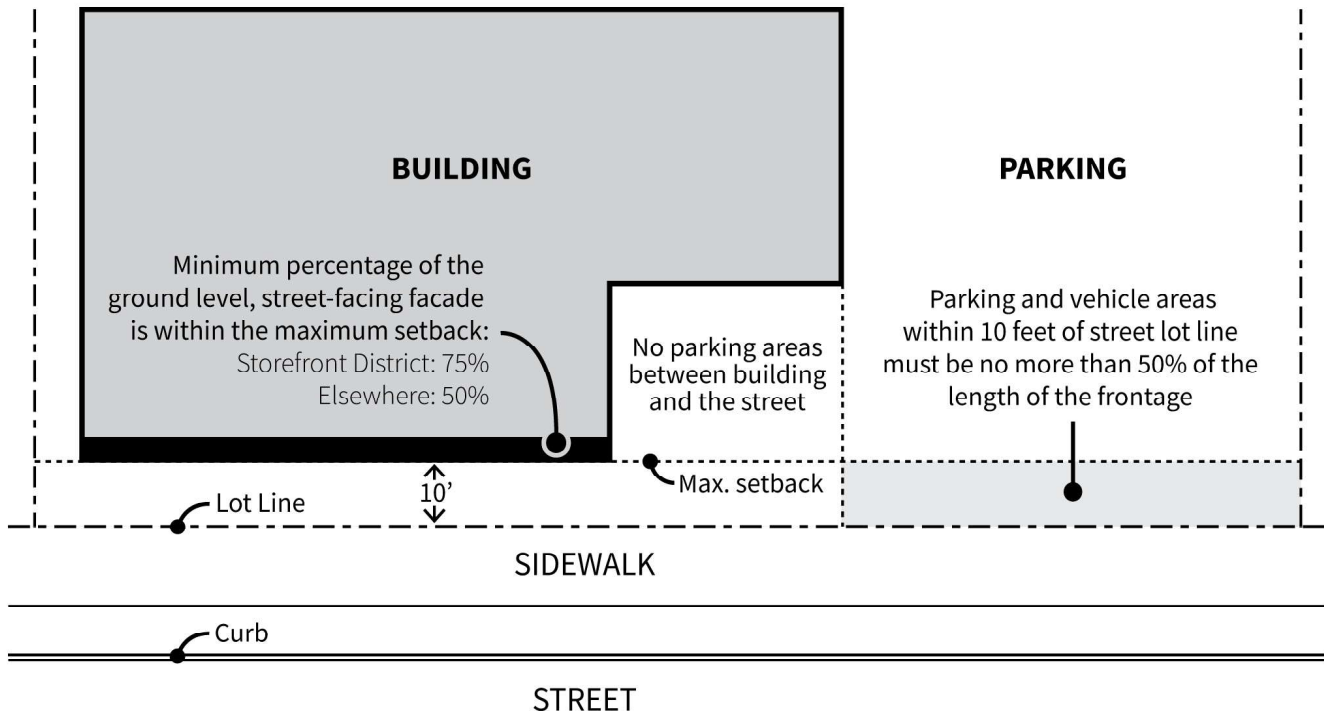 BUILDING
PARKING
Minimum percentage of the
ground level, street-facing facade
is within the maximum setback:
Storefront District: 75%
Elsewhere: 50%
No parking areas
between building
and the street
Parking and vehicle areas
within 10 feet of street lot line
must be no more than 50% of the
length of the frontage
Max. setback
10’
Lot Line
SIDEWALK
Curb
STREET